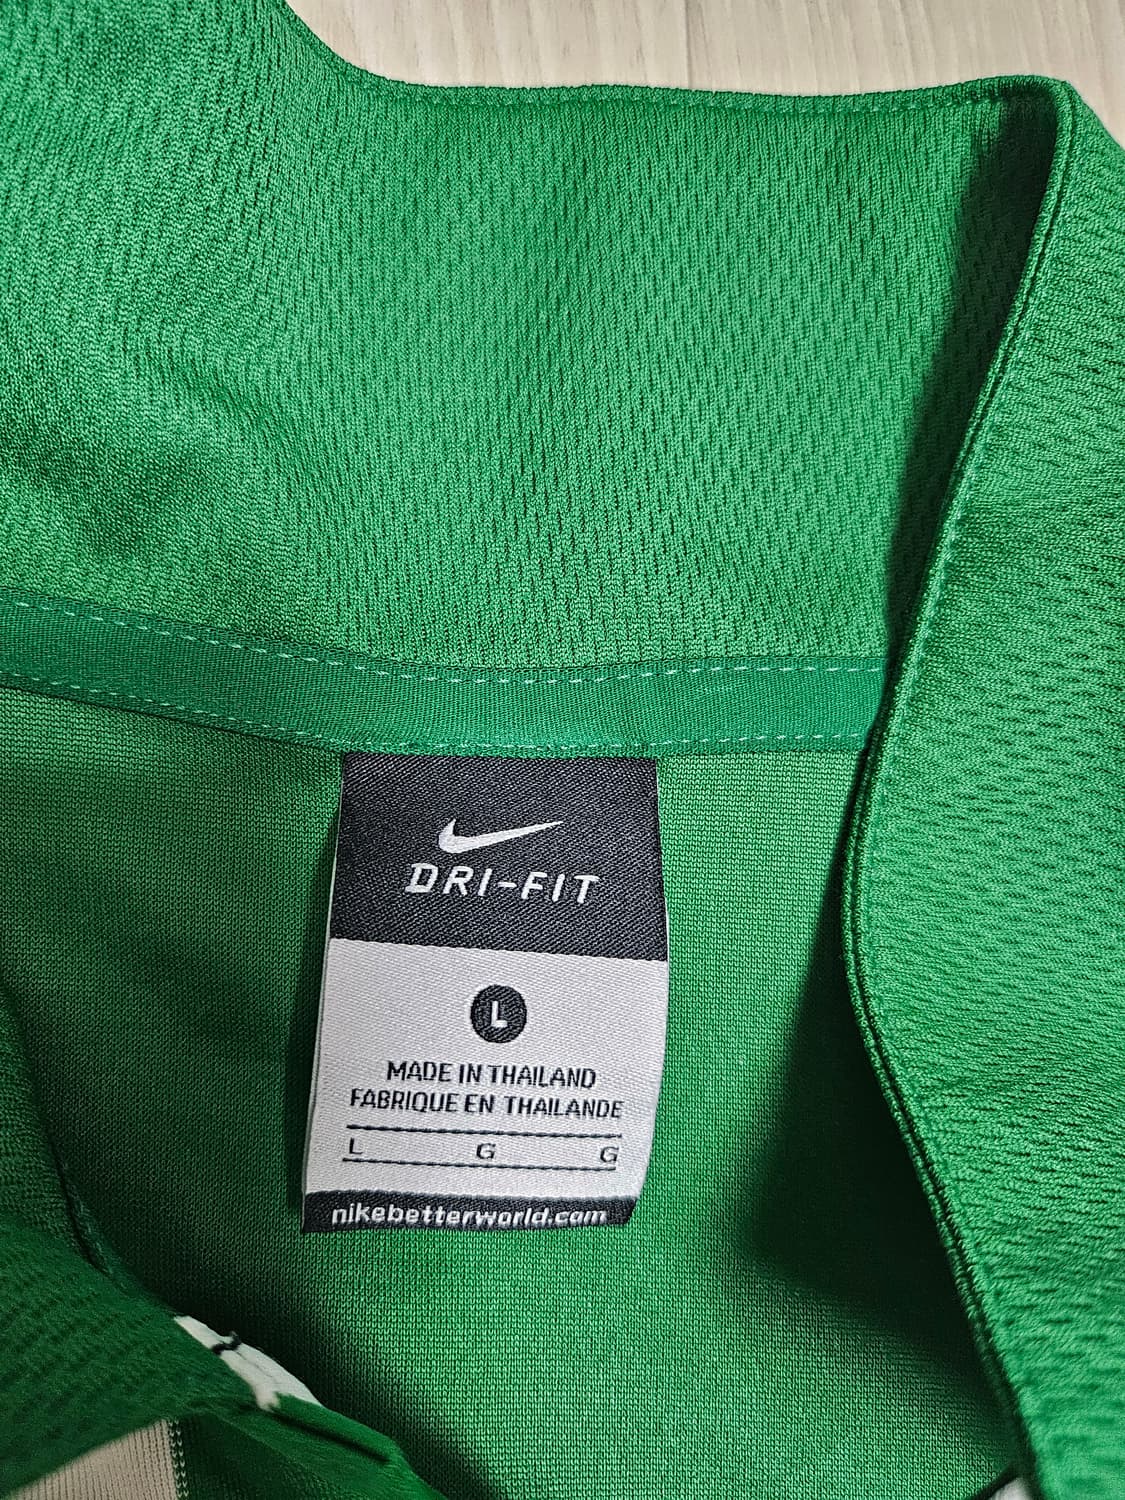 DRI-FIT
L
MADE IN THAILAND
FABRIQUE EN THAILANDE
L G G
nikebetterworld.com